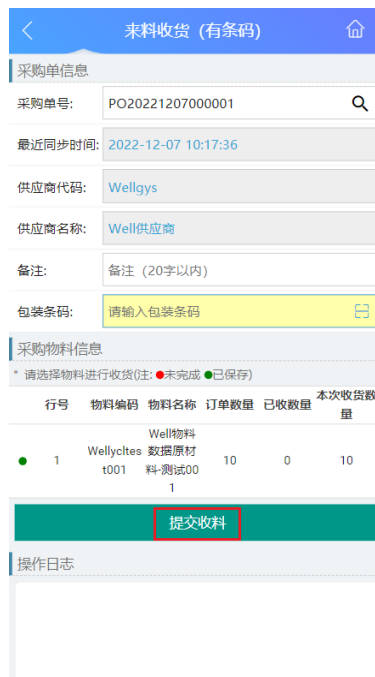 来料收货（有条码）
采购单信息
采购单号: PO20221207000001
最近同步时间: 2022-12-07 10:17:36
供应商代码: Wellgys
供应商名称: Well供应商
备注: 备注（20字以内）
包装条码: 请输入包装条码
采购物料信息
* 请选择物料进行收货(注: ●未完成 ●已保存)
行号 物料编码 物料名称 订单数量 已收数量 本次收货数
量
Well物料
Wellycltes 数据原材
● 1 t001 料-测试00 10 0 10
1
提交收料
操作日志